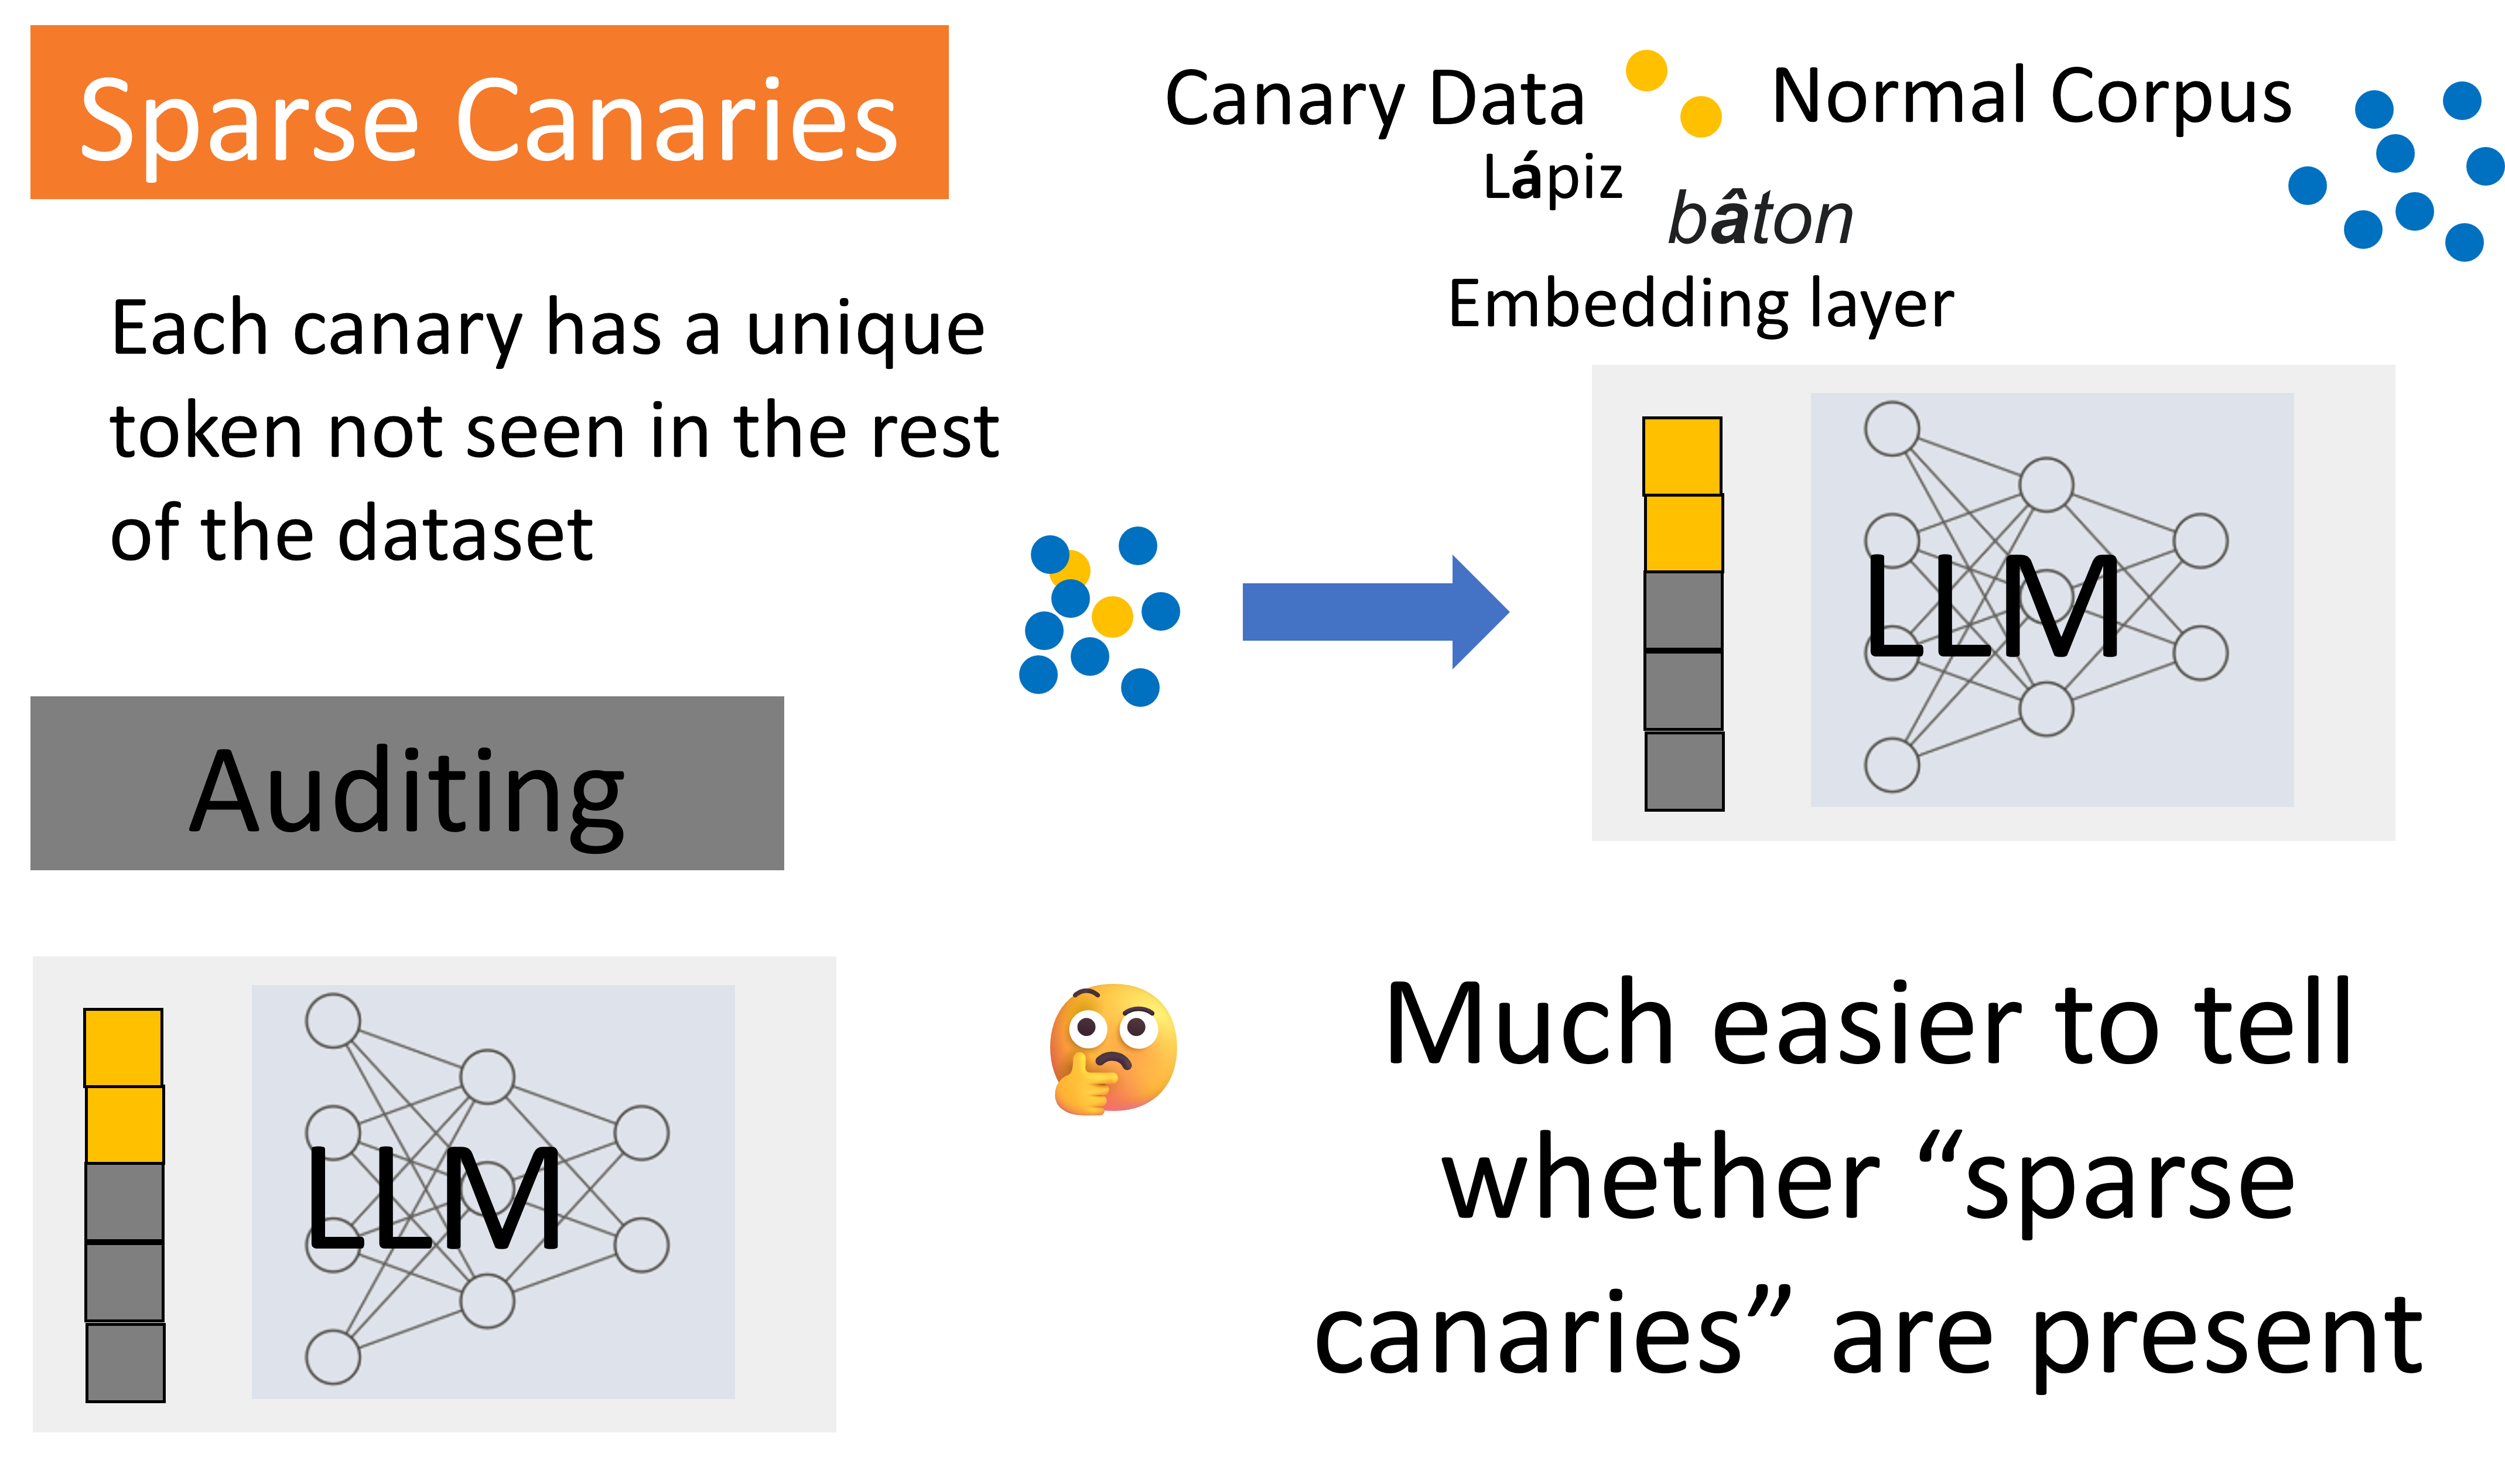 Sparse Canaries
Canary Data
Normal Corpus
Lápiz
bâton
Embedding layer
Each canary has a unique
token not seen in the rest
of the dataset
LLM
Auditing
LLM
Much easier to tell
whether “sparse
canaries” are present